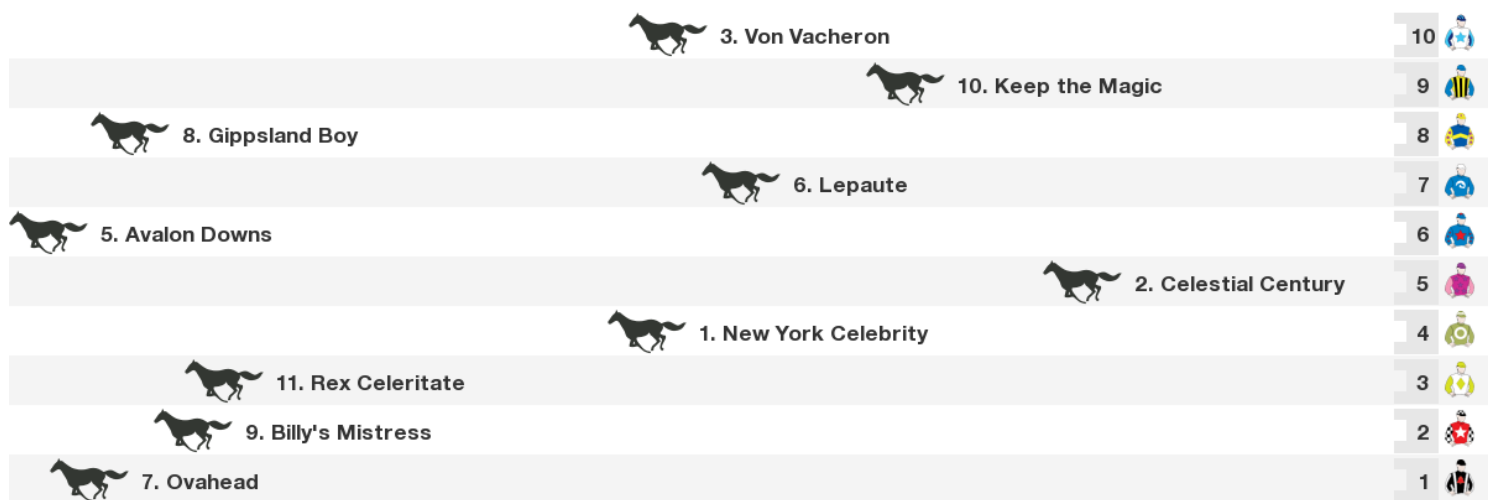 3. Von Vacheron 10
10. Keep the Magic 9
8. Gippsland Boy 8
6. Lepaute 7
5. Avalon Downs 6
2. Celestial Century 5
1. New York Celebrity 4
11. Rex Celeritate 3
9. Billy's Mistress 2
7. Ovahead 1